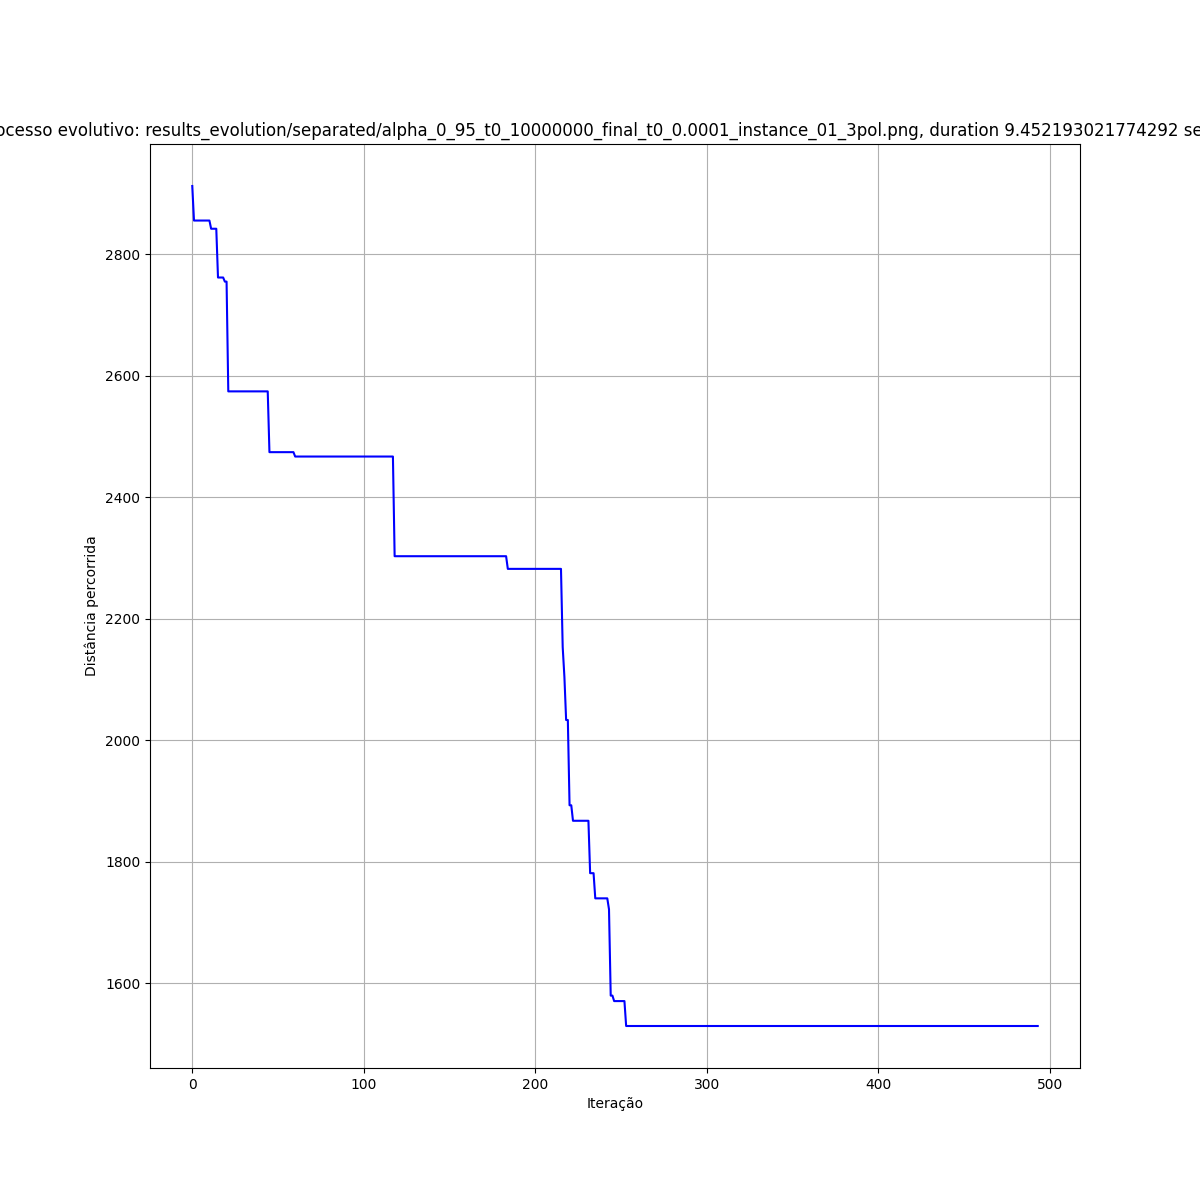 ocesso evolutivo: results_evolution/separated/alpha_0_95_t0_10000000_final_t0_0.0001_instance_01_3pol.png, duration 9.452193021774292 se
2800
2600
2400
2200
2000
1800
1600
Distância percorrida
0 100 200 300 400 500
Iteração